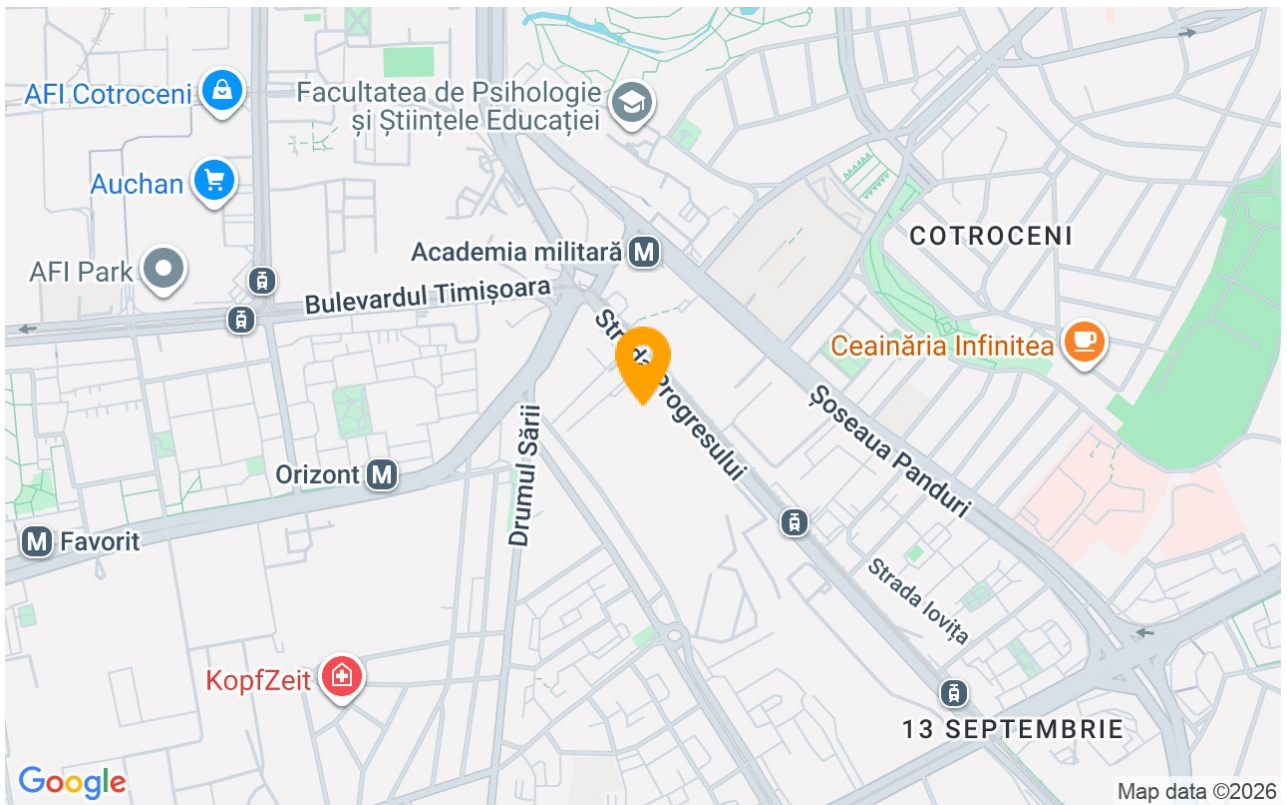 AFI Cotroceni
Facultatea de Psihologie
și Științele Educației
Auchan
COTROCENI
Academia militară M
AFI Park
Bulevardul Timișoara
Strada Progresului
Ceainăria Infinitea
Șoseaua Panduri
Drumul Sării
Orizont M
M Favorit
Strada Iovița
KopfZeit
13 SEPTEMBRIE
Google
Map data ©2026